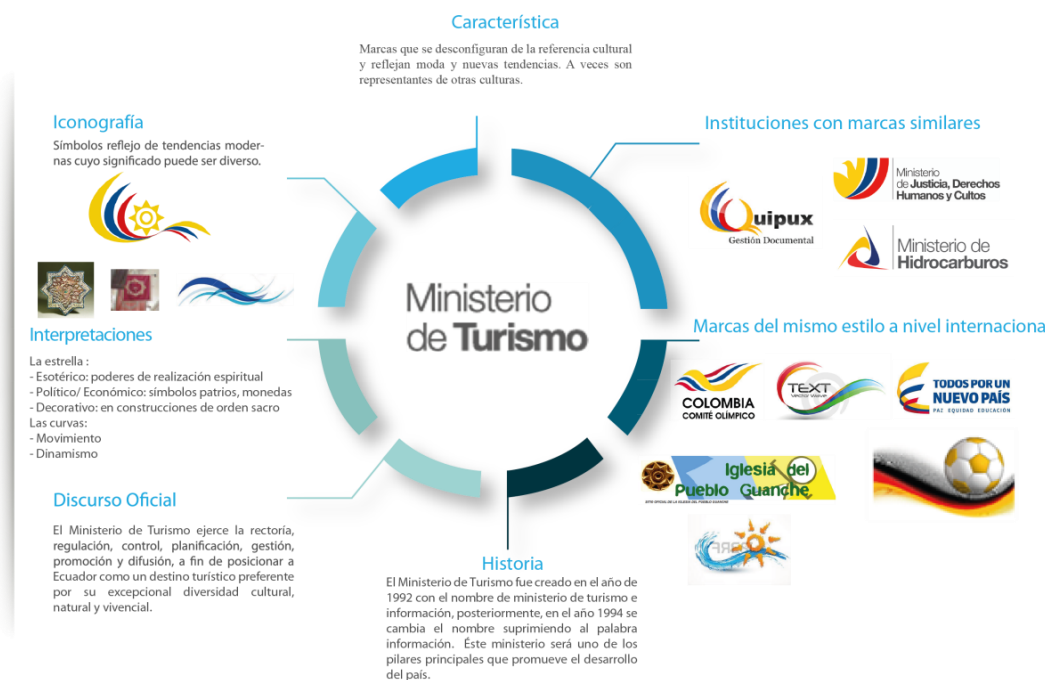 Característica
Marcas que se desconfiguran de la referencia cultural
y reflejan moda y nuevas tendencias. A veces son
representantes de otras culturas.
Iconografía
Símbolos reflejo de tendencias moder-
nas cuyo significado puede ser diverso.
Instituciones con marcas similares
Quipux
Gestión Documental
Ministerio
de Justicia, Derechos
Humanos y Cultos
Ministerio de
Hidrocarburos
Ministerio
de Turismo
Interpretaciones
La estrella :
- Esotérico: poderes de realización espiritual
- Político/ Económico: símbolos patrios, monedas
- Decorativo: en construcciones de orden sacro
Las curvas:
- Movimiento
- Dinamismo
Marcas del mismo estilo a nivel internaciona
COLOMBIA
COMITÉ OLÍMPICO
TEXT
TODOS POR UN
NUEVO PAÍS
PAZ EQUIDAD EDUCACIÓN
Iglesia del
Pueblo Guanche
SITIO OFICIAL DE LA IGLESIA DEL PUEBLO GUANCHE
Discurso Oficial
El Ministerio de Turismo ejerce la rectoría,
regulación, control, planificación, gestión,
promoción y difusión, a fin de posicionar a
Ecuador como un destino turístico preferente
por su excepcional diversidad cultural,
natural y vivencial.
Historia
El Ministerio de Turismo fue creado en el año de
1992 con el nombre de ministerio de turismo e
información, posteriormente, en el año 1994 se
cambia el nombre suprimiendo al palabra
información. Éste ministerio será uno de los
pilares principales que promueve el desarrollo
del país.